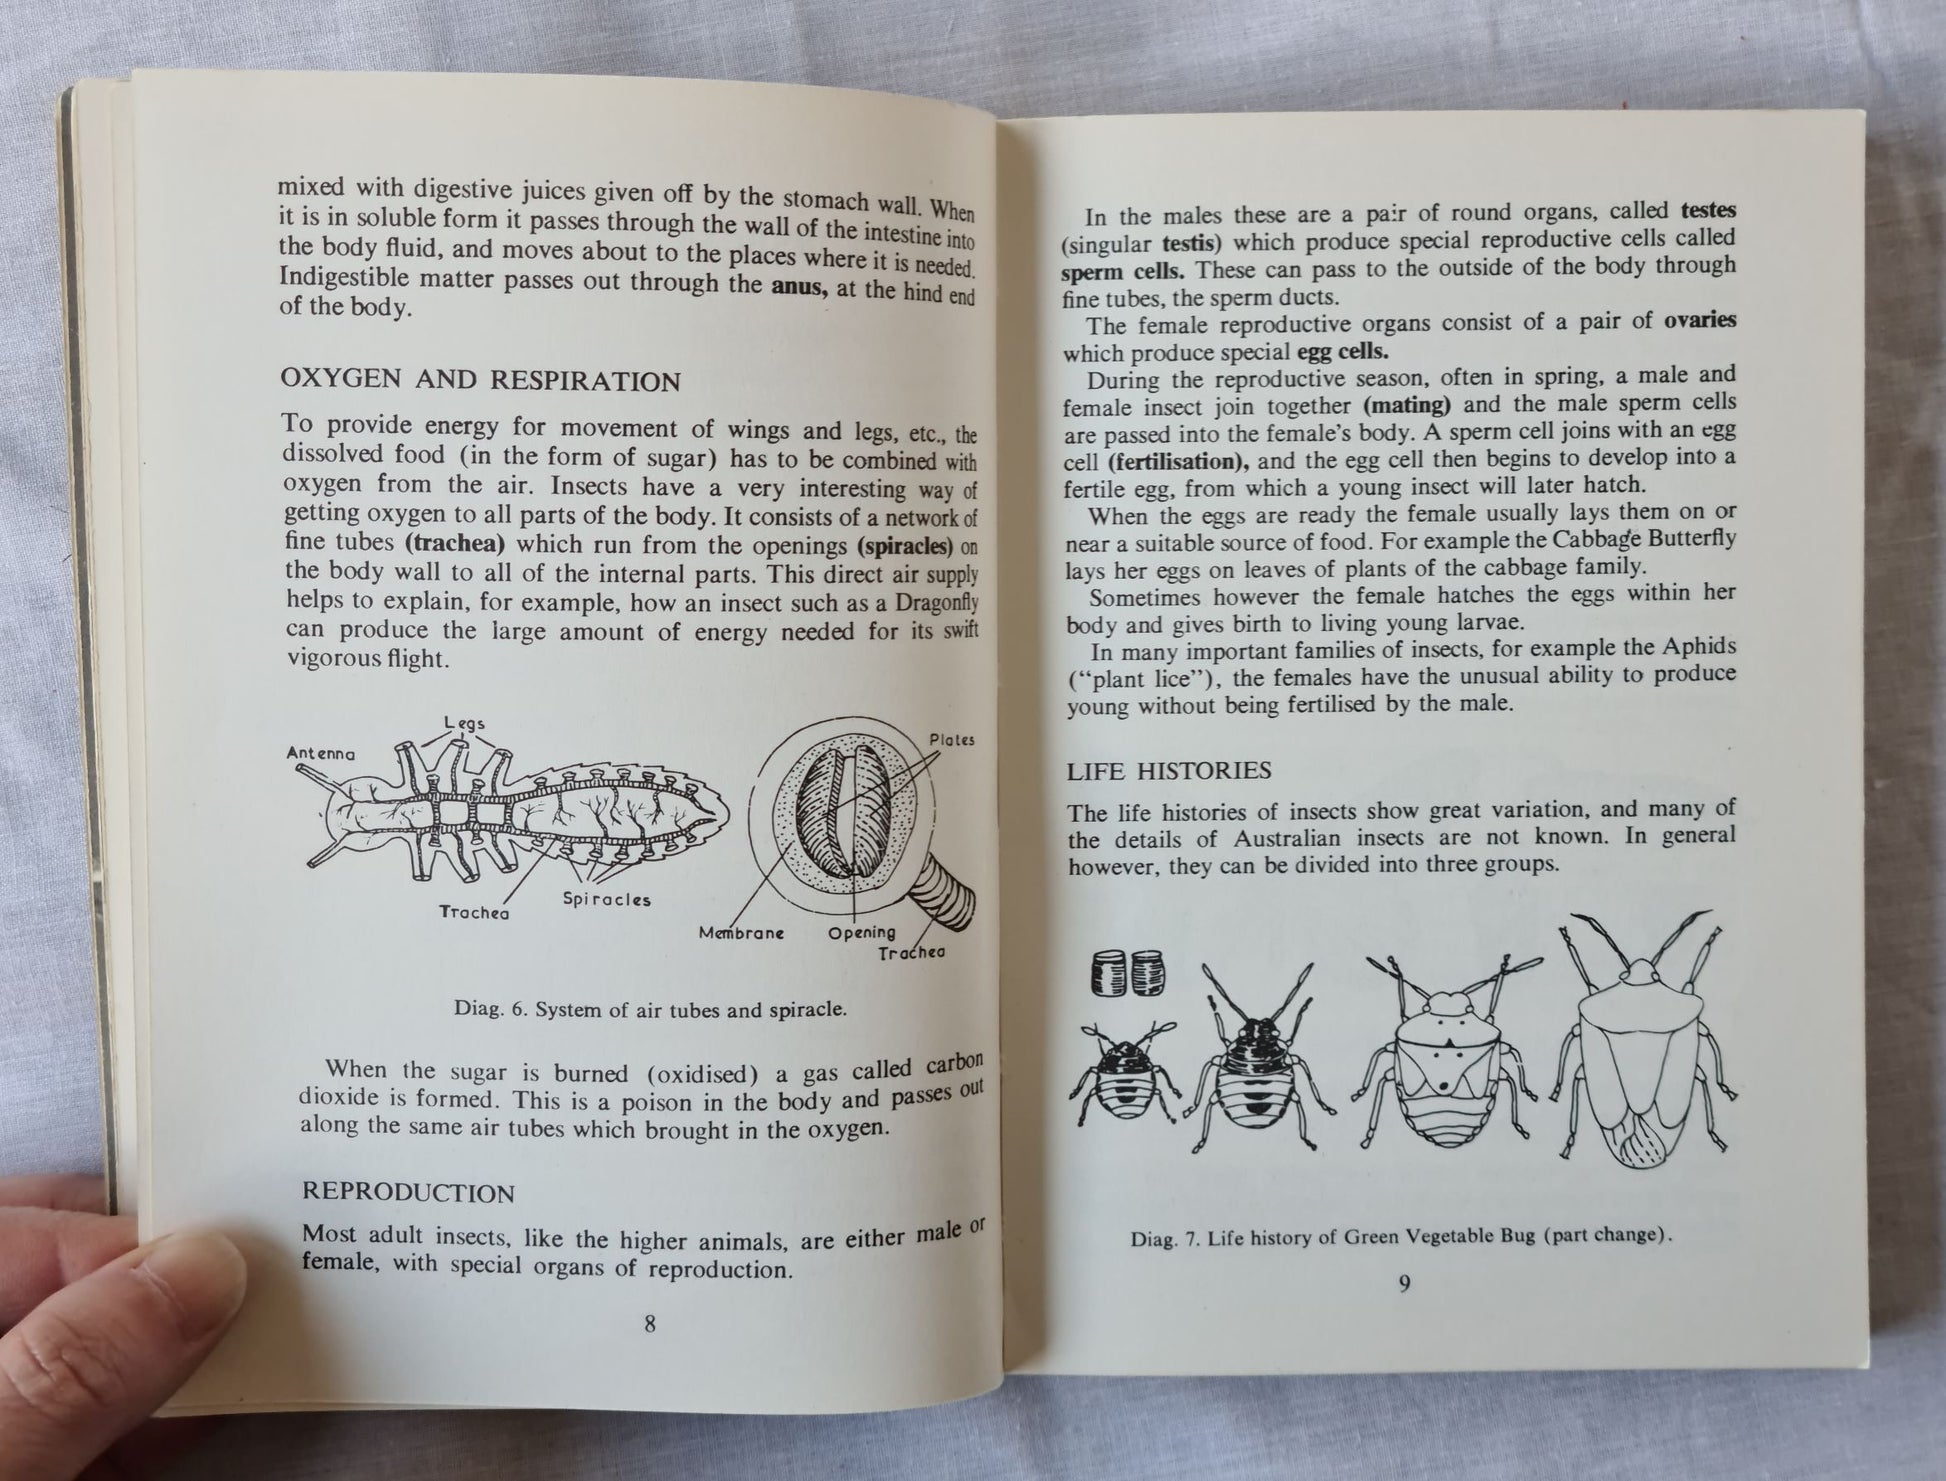 mixed with digestive juices given off by the stomach wall. When
it is in soluble form it passes through the wall of the intestine into
the body fluid, and moves about to the places where it is needed.
Indigestible matter passes out through the anus, at the hind end
of the body.
OXYGEN AND RESPIRATION
To provide energy for movement of wings and legs, etc., the
dissolved food (in the form of sugar) has to be combined with
oxygen from the air. Insects have a very interesting way of
getting oxygen to all parts of the body. It consists of a network of
fine tubes (trachea) which run from the openings (spiracles) on
the body wall to all of the internal parts. This direct air supply
helps to explain, for example, how an insect such as a Dragonfly
can produce the large amount of energy needed for its swift
vigorous flight.
Legs
Antenna
Plates
Trachea
Spiracles
Membrane
Opening
Trachea
Diag. 6. System of air tubes and spiracle.
When the sugar is burned (oxidised) a gas called carbon
dioxide is formed. This is a poison in the body and passes out
along the same air tubes which brought in the oxygen.
REPRODUCTION
Most adult insects, like the higher animals, are either male or
female, with special organs of reproduction.
8
In the males these are a pair of round organs, called testes
(singular testis) which produce special reproductive cells called
sperm cells. These can pass to the outside of the body through
fine tubes, the sperm ducts.
The female reproductive organs consist of a pair of ovaries
which produce special egg cells.
During the reproductive season, often in spring, a male and
female insect join together (mating) and the male sperm cells
are passed into the female's body. A sperm cell joins with an egg
cell (fertilisation), and the egg cell then begins to develop into a
fertile egg, from which a young insect will later hatch.
When the eggs are ready the female usually lays them on or
near a suitable source of food. For example the Cabbage Butterfly
lays her eggs on leaves of plants of the cabbage family.
Sometimes however the female hatches the eggs within her
body and gives birth to living young larvae.
In many important families of insects, for example the Aphids
("plant lice"), the females have the unusual ability to produce
young without being fertilised by the male.
LIFE HISTORIES
The life histories of insects show great variation, and many of
the details of Australian insects are not known. In general
however, they can be divided into three groups.
Diag. 7. Life history of Green Vegetable Bug (part change).
9